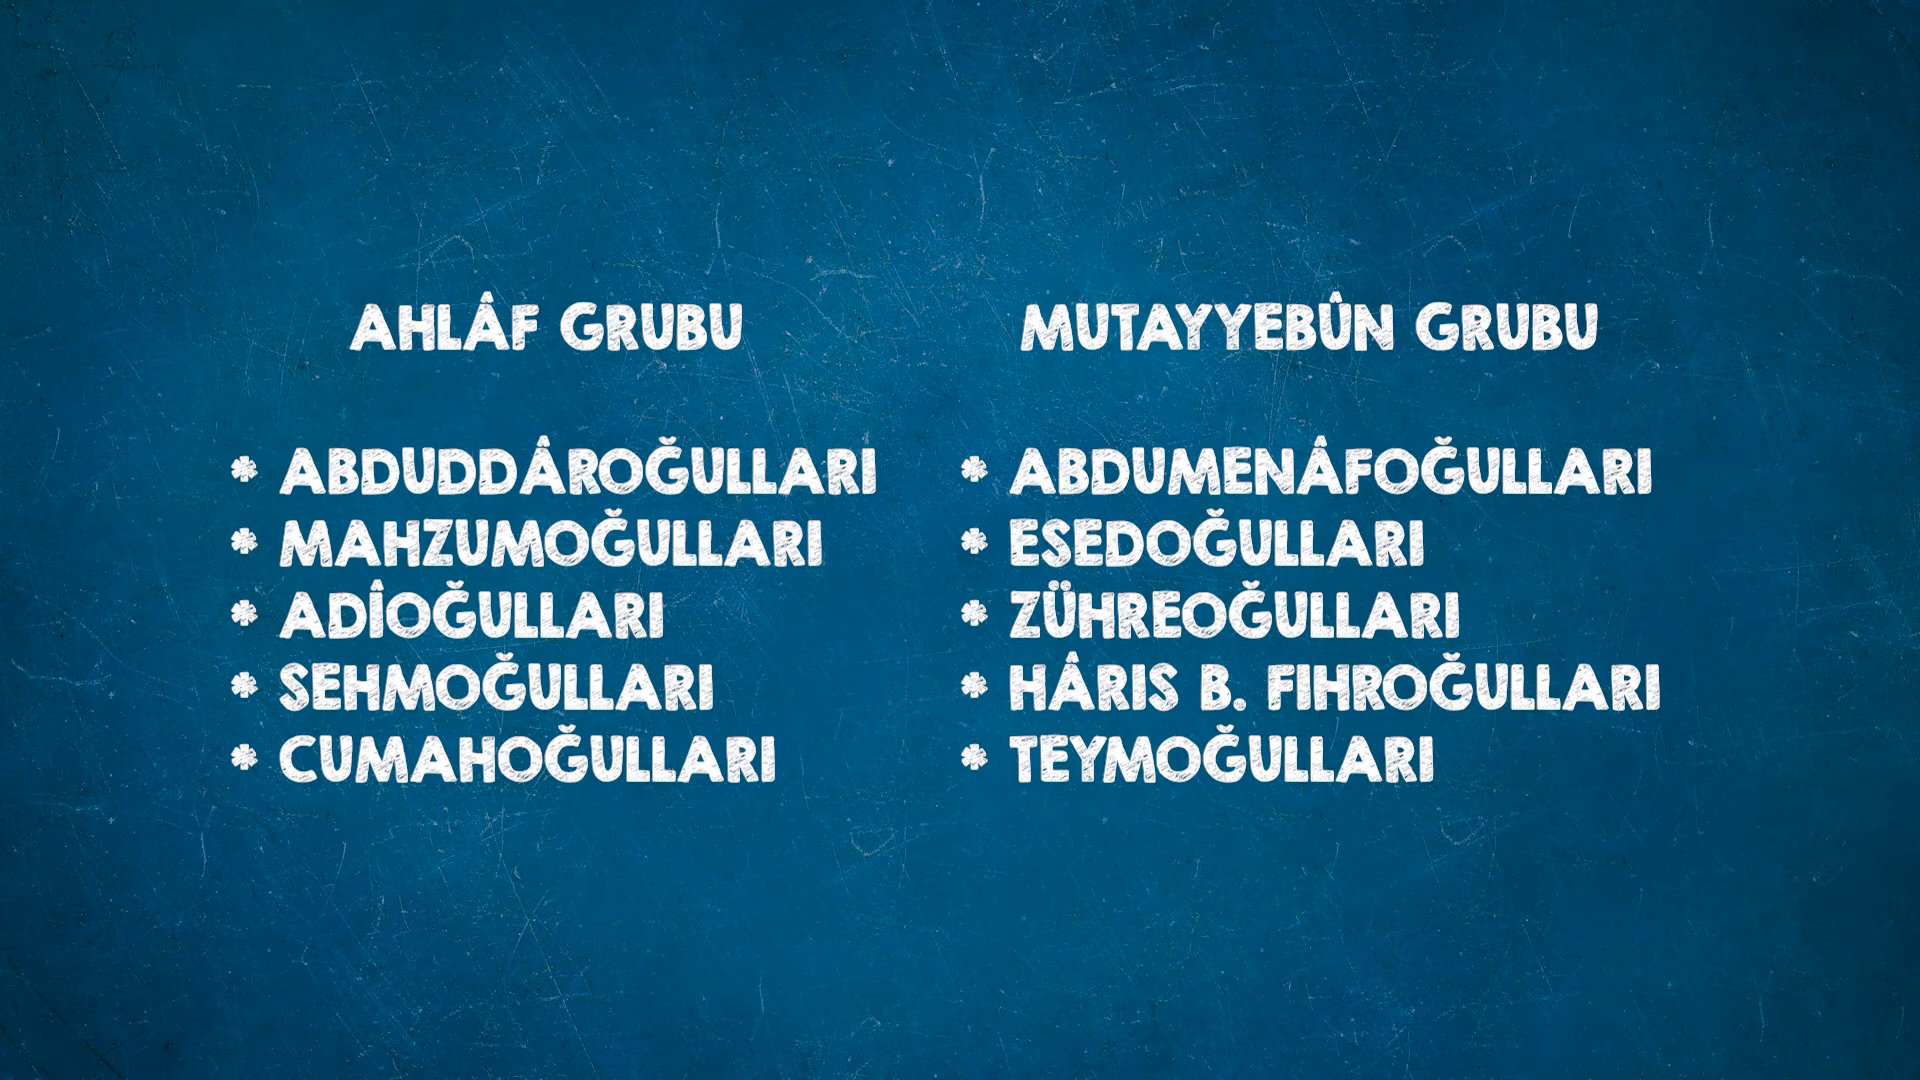 AHLÂF GRUBU
* ABDUDDÂROĞULLARI
* MAHZUMOĞULLARI
* ADÎOĞULLARI
* SEHMOĞULLARI
* CUMAHOĞULLARI
MUTAYYEBÛN GRUBU
* ABDUMENÂFOĞULLARI
* ESEDOĞULLARI
* ZÜHREOĞULLARI
* HÂRIS B. FIHROĞULLARI
* TEYMOĞULLARI